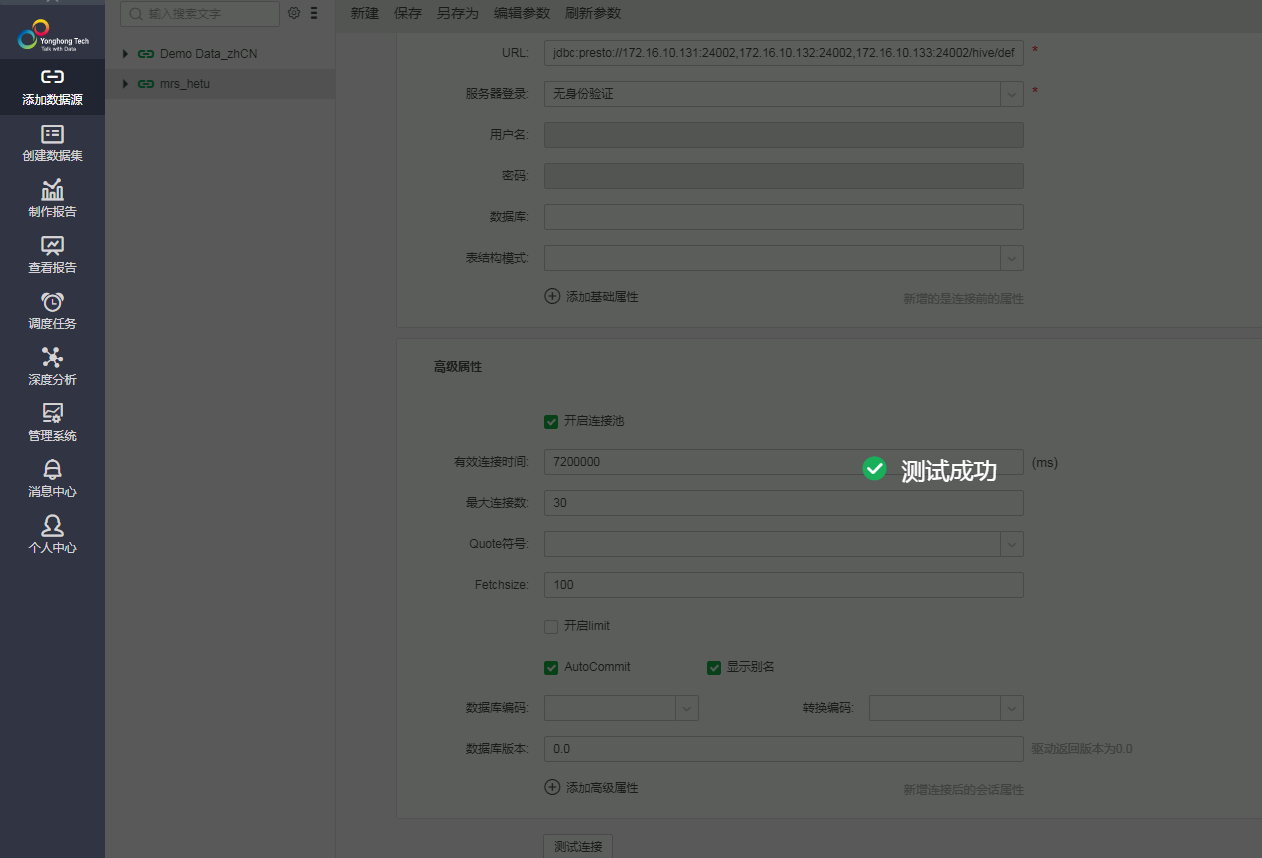 Yonghong Tech
Talk with Data
添加数据源
创建数据集
制作报告
查看报告
调度任务
深度分析
管理系统
消息中心
个人中心
输入搜索文字
Demo Data_zhCN
mrs_hetu
新建 保存 另存为 编辑参数 刷新参数
URL: jdbc:presto://172.16.10.131:24002,172.16.10.132:24002,172.16.10.133:24002/hive/def *
服务器登录: 无身份验证 *
用户名:
密码:
数据库:
表结构模式:
添加基础属性 新增的是连接前的属性
高级属性
开启连接池
有效连接时间: 7200000 (ms)
测试成功
最大连接数: 30
Quote符号:
Fetchsize: 100
开启limit
AutoCommit 显示别名
数据库编码: 转换编码:
数据库版本: 0.0 驱动返回版本为0.0
添加高级属性 新增连接后的会话属性
测试连接